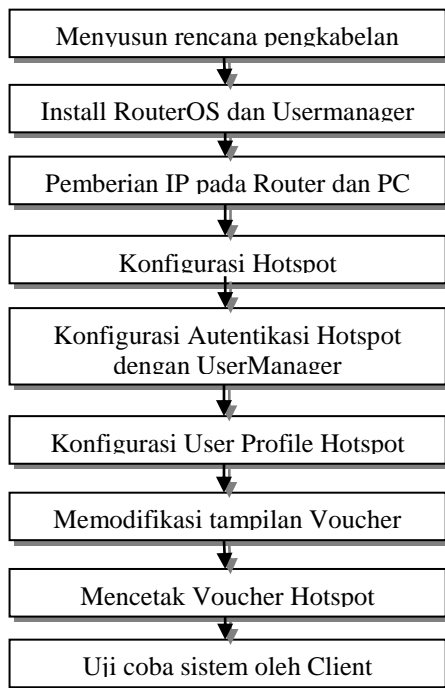 Menyusun rencana pengkabelan
Install RouterOS dan Usermanager
Pemberian IP pada Router dan PC
Konfigurasi Hotspot
Konfigurasi Autentikasi Hotspot
dengan UserManager
Konfigurasi User Profile Hotspot
Memodifikasi tampilan Voucher
Mencetak Voucher Hotspot
Uji coba sistem oleh Client